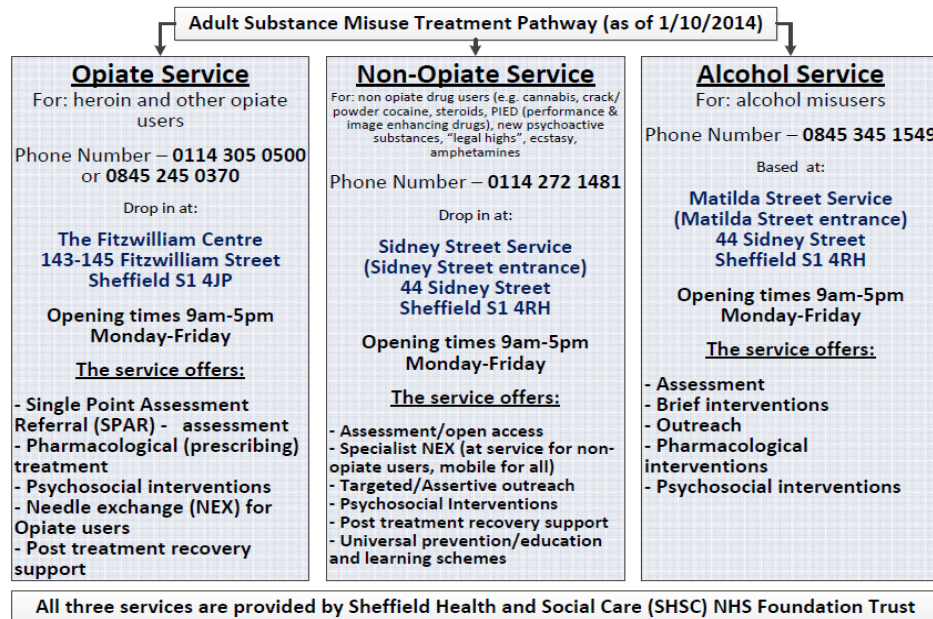 Adult Substance Misuse Treatment Pathway (as of 1/10/2014)
Opiate Service
For: heroin and other opiate
users
Phone Number – 0114 305 0500
or 0845 245 0370
Drop in at:
The Fitzwilliam Centre
143-145 Fitzwilliam Street
Sheffield S1 4JP
Opening times 9am-5pm
Monday-Friday
The service offers:
- Single Point Assessment
Referral (SPAR) - assessment
- Pharmacological (prescribing)
treatment
- Psychosocial interventions
- Needle exchange (NEX) for
Opiate users
- Post treatment recovery
support
Non-Opiate Service
For: non opiate drug users (e.g. cannabis, crack/
powder cocaine, steroids, PIED (performance &
image enhancing drugs), new psychoactive
substances, "legal highs", ecstasy,
amphetamines)
Phone Number – 0114 272 1481
Drop in at:
Sidney Street Service
(Sidney Street entrance)
44 Sidney Street
Sheffield S1 4RH
Opening times 9am-5pm
Monday-Friday
The service offers:
- Assessment/open access
- Specialist NEX (at service for non-
opiate users, mobile for all)
- Targeted/Assertive outreach
- Psychosocial Interventions
- Post treatment recovery support
- Universal prevention/education
and learning schemes
Alcohol Service
For: alcohol misusers
Phone Number – 0845 345 1549
Based at:
Matilda Street Service
(Matilda Street entrance)
44 Sidney Street
Sheffield S1 4RH
Opening times 9am-5pm
Monday-Friday
The service offers:
- Assessment
- Brief interventions
- Outreach
- Pharmacological
interventions
- Psychosocial interventions
All three services are provided by Sheffield Health and Social Care (SHSC) NHS Foundation Trust